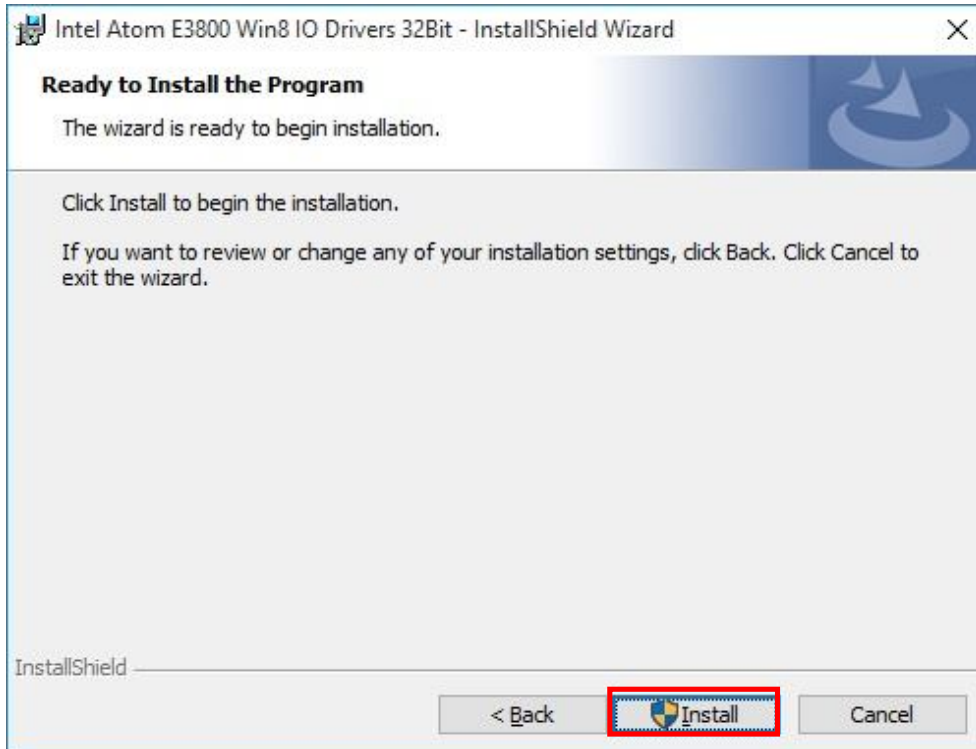 Intel Atom E3800 Win8 IO Drivers 32Bit - InstallShield Wizard
Ready to Install the Program
The wizard is ready to begin installation.
Click Install to begin the installation.
If you want to review or change any of your installation settings, click Back. Click Cancel to
exit the wizard.
InstallShield
< Back
Install
Cancel